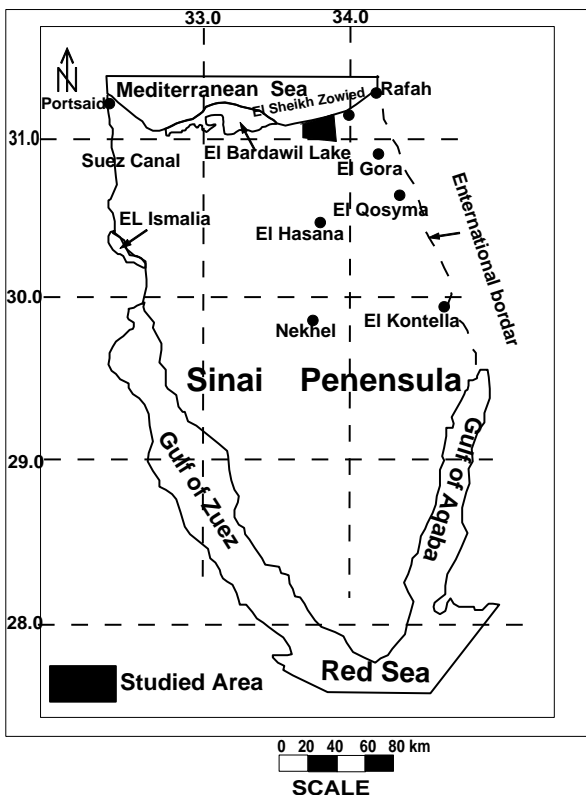 33.0
34.0
N
Mediterranean Sea
Rafah
Portsaid
El Sheikh Zowied
31.0
Suez Canal
El Bardawil Lake
El Gora
El Qosyma
EL Ismalia
El Hasana
Enternational bordar
30.0
El Kontella
Nekhel
Sinai Penensula
29.0
Gulf of Zuez
Gulf of Aqaba
28.0
Red Sea
Studied Area
0 20 40 60 80 km
SCALE